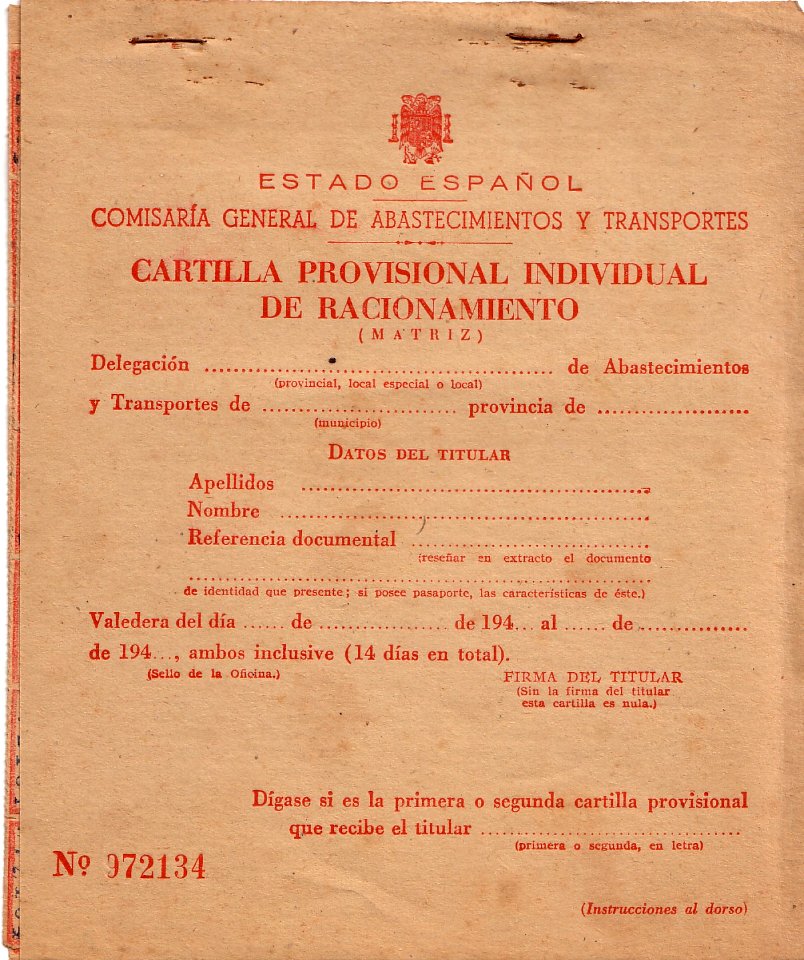 ESTADO ESPAÑOL
COMISARÍA GENERAL DE ABASTECIMIENTOS Y TRANSPORTES
CARTILLA PROVISIONAL INDIVIDUAL
DE RACIONAMIENTO
(MATRIZ)
Delegación .................................................. de Abastecimientos
(provincial, local especial o local)
y Transportes de ............................ provincia de ......................
(municipio)
DATOS DEL TITULAR
Apellidos ..................................................
Nombre ......................................................
Referencia documental ..................................
(reseñar en extracto el documento
..................................................................
de identidad que presente; si posee pasaporte, las características de éste.)
Valedera del día ...... de .................. de 194... al ...... de ................
de 194..., ambos inclusive (14 días en total).
(Sello de la Oficina.) FIRMA DEL TITULAR
(Sin la firma del titular
esta cartilla es nula.)
Dígase si es la primera o segunda cartilla provisional
que recibe el titular .....................................
(primera o segunda, en letra)
Nº 972134
(Instrucciones al dorso)